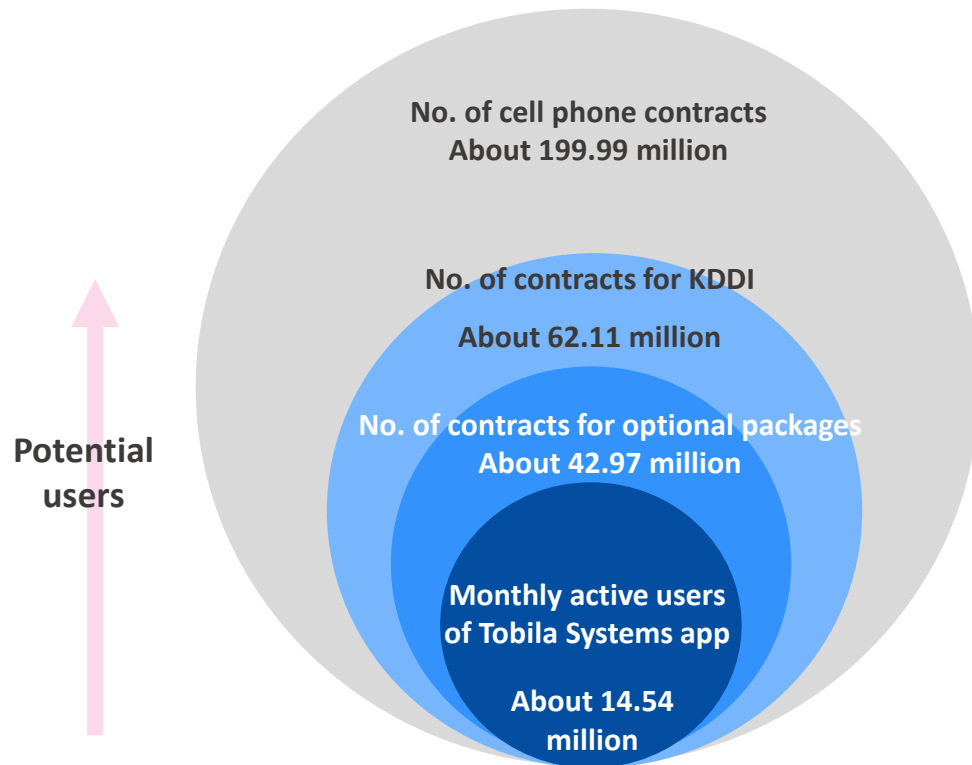 No. of cell phone contracts
About 199.99 million
No. of contracts for KDDI
About 62.11 million
No. of contracts for optional packages
About 42.97 million
Potential
users
Monthly active users
of Tobila Systems app
About 14.54
million